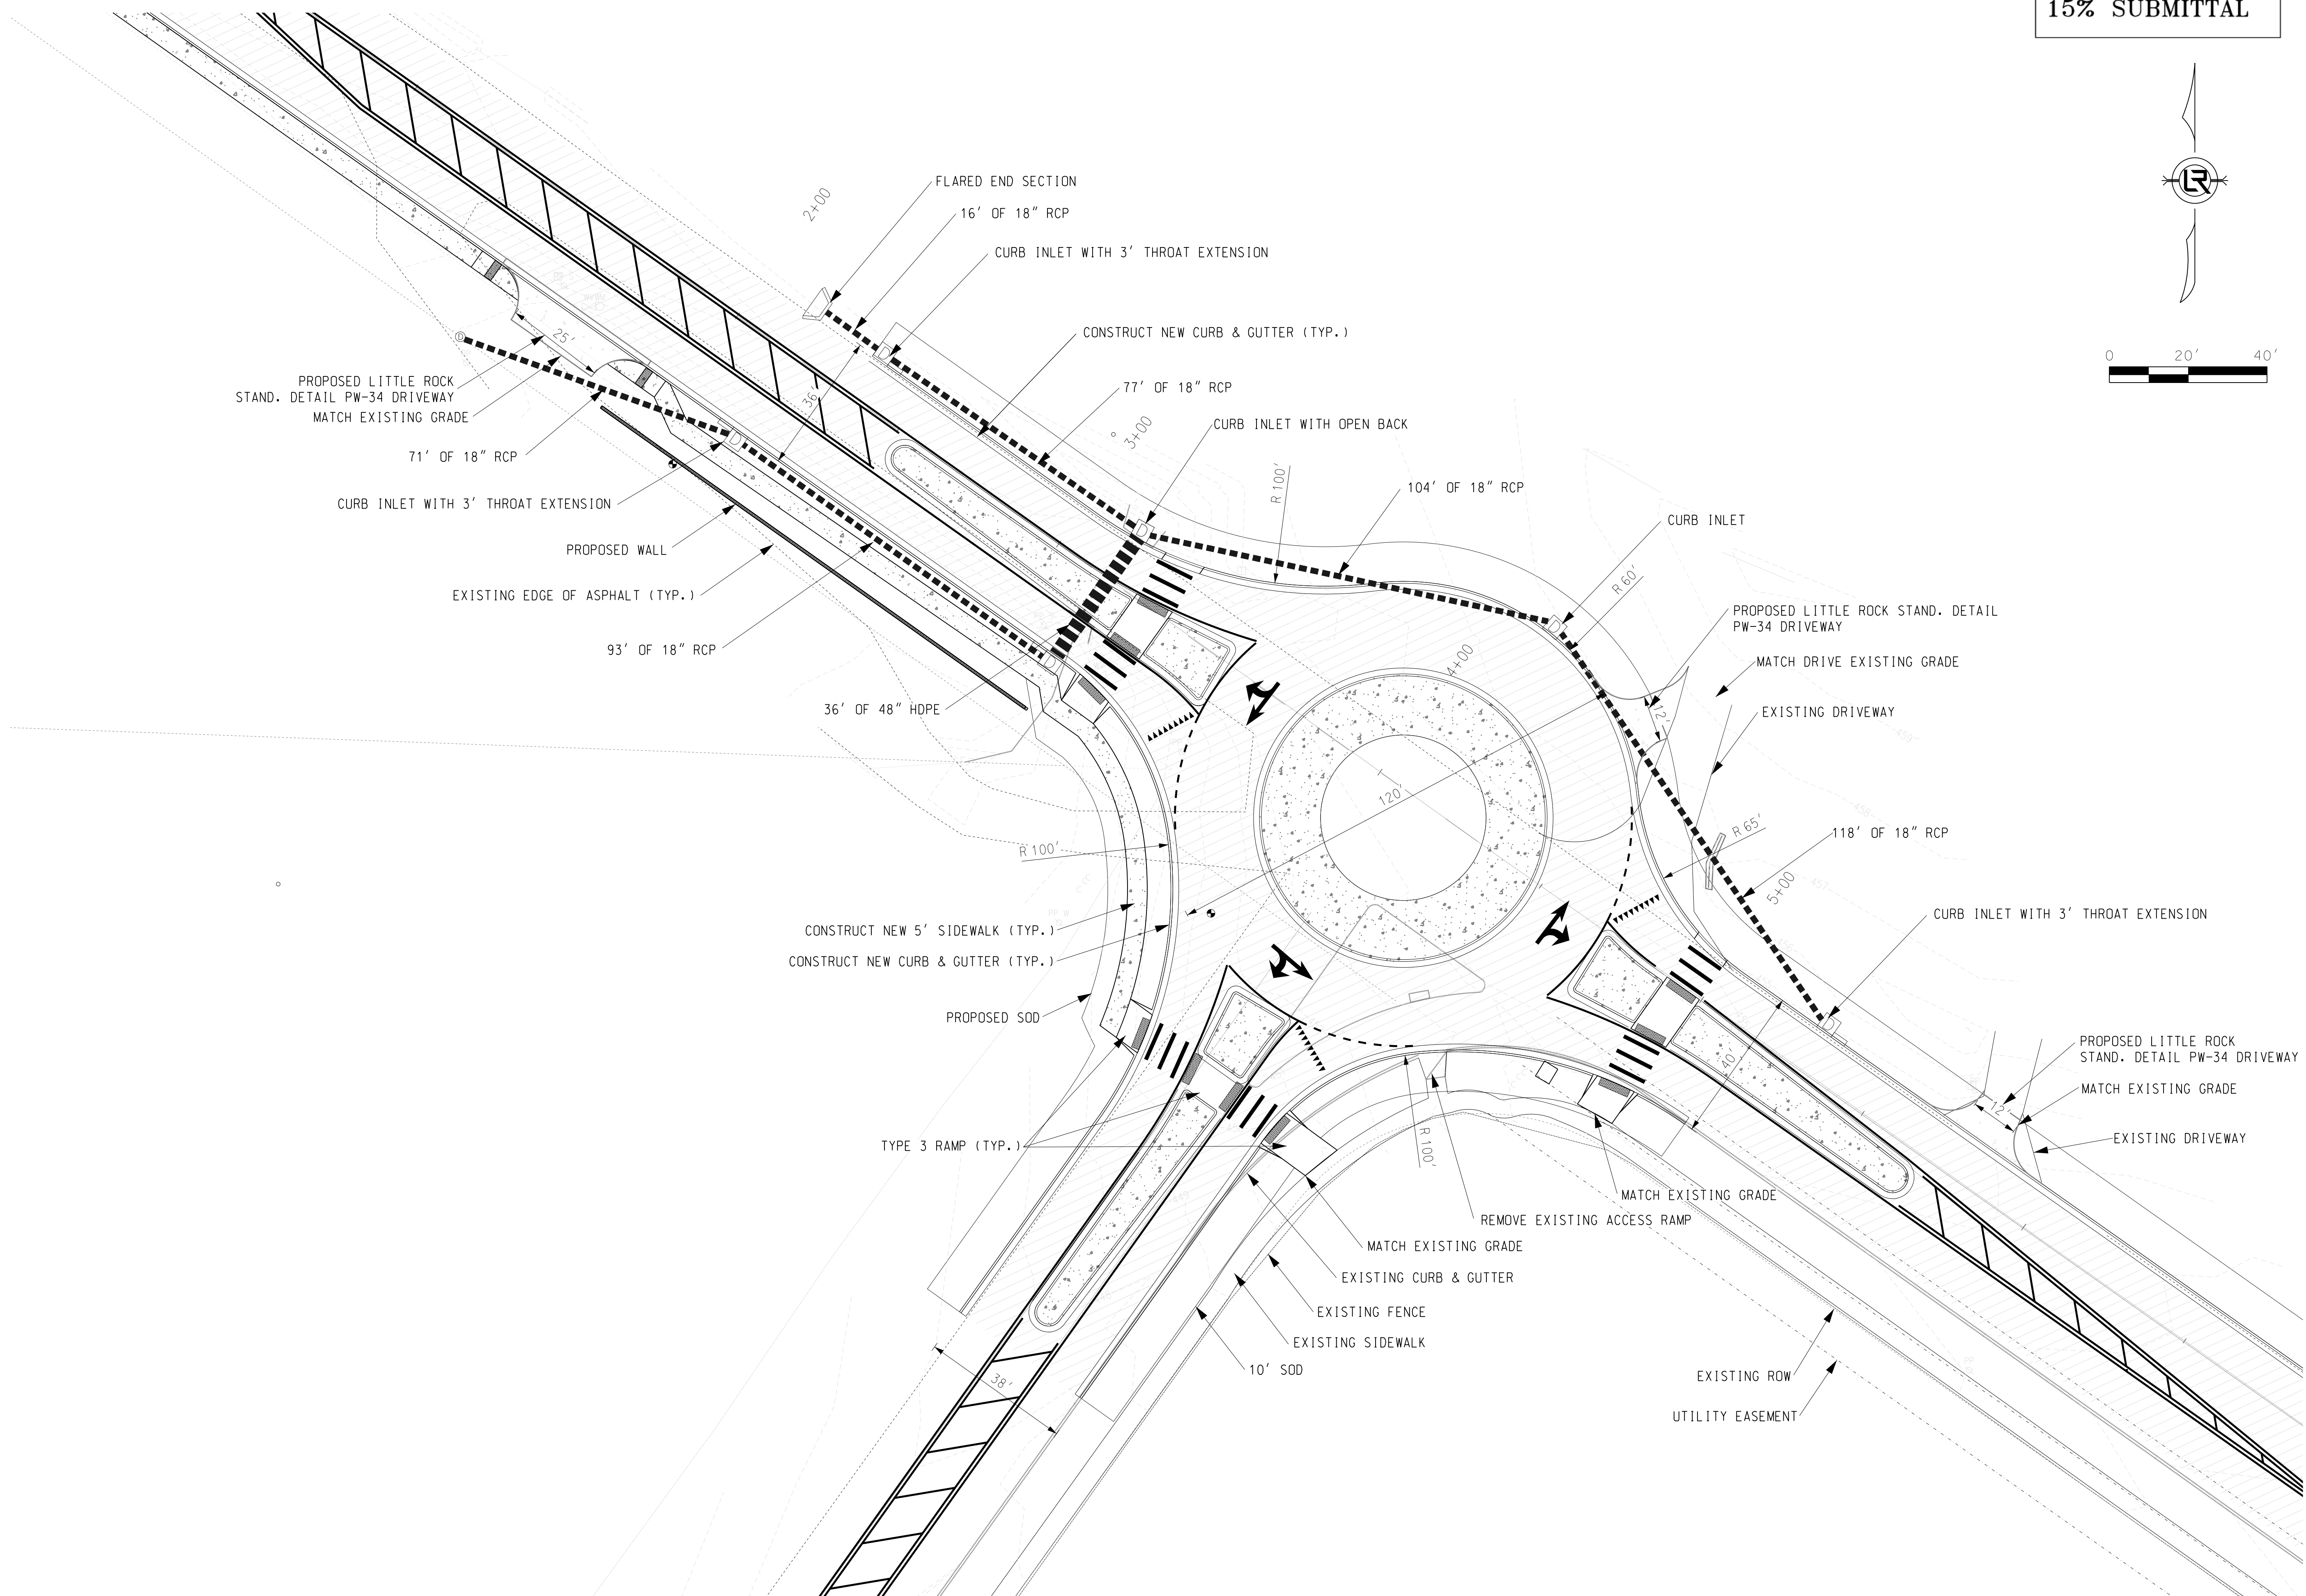 15% SUBMITTAL
0 20' 40'
2+00
FLARED END SECTION
16' OF 18" RCP
CURB INLET WITH 3' THROAT EXTENSION
CONSTRUCT NEW CURB & GUTTER (TYP.)
77' OF 18" RCP
3+00
CURB INLET WITH OPEN BACK
R 100'
104' OF 18" RCP
CURB INLET
R 60'
25'
36'
PROPOSED LITTLE ROCK
STAND. DETAIL PW-34 DRIVEWAY
MATCH EXISTING GRADE
71' OF 18" RCP
CURB INLET WITH 3' THROAT EXTENSION
PROPOSED WALL
EXISTING EDGE OF ASPHALT (TYP.)
93' OF 18" RCP
36' OF 48" HDPE
PROPOSED LITTLE ROCK STAND. DETAIL
PW-34 DRIVEWAY
MATCH DRIVE EXISTING GRADE
EXISTING DRIVEWAY
4+00
12'
459
458
457
120'
R 65'
118' OF 18" RCP
5+00
R 100'
CONSTRUCT NEW 5' SIDEWALK (TYP.)
CONSTRUCT NEW CURB & GUTTER (TYP.)
PROPOSED SOD
CURB INLET WITH 3' THROAT EXTENSION
40'
PROPOSED LITTLE ROCK
STAND. DETAIL PW-34 DRIVEWAY
12'
MATCH EXISTING GRADE
EXISTING DRIVEWAY
TYPE 3 RAMP (TYP.)
R 100'
MATCH EXISTING GRADE
REMOVE EXISTING ACCESS RAMP
MATCH EXISTING GRADE
EXISTING CURB & GUTTER
EXISTING FENCE
EXISTING SIDEWALK
10' SOD
38'
EXISTING ROW
UTILITY EASEMENT